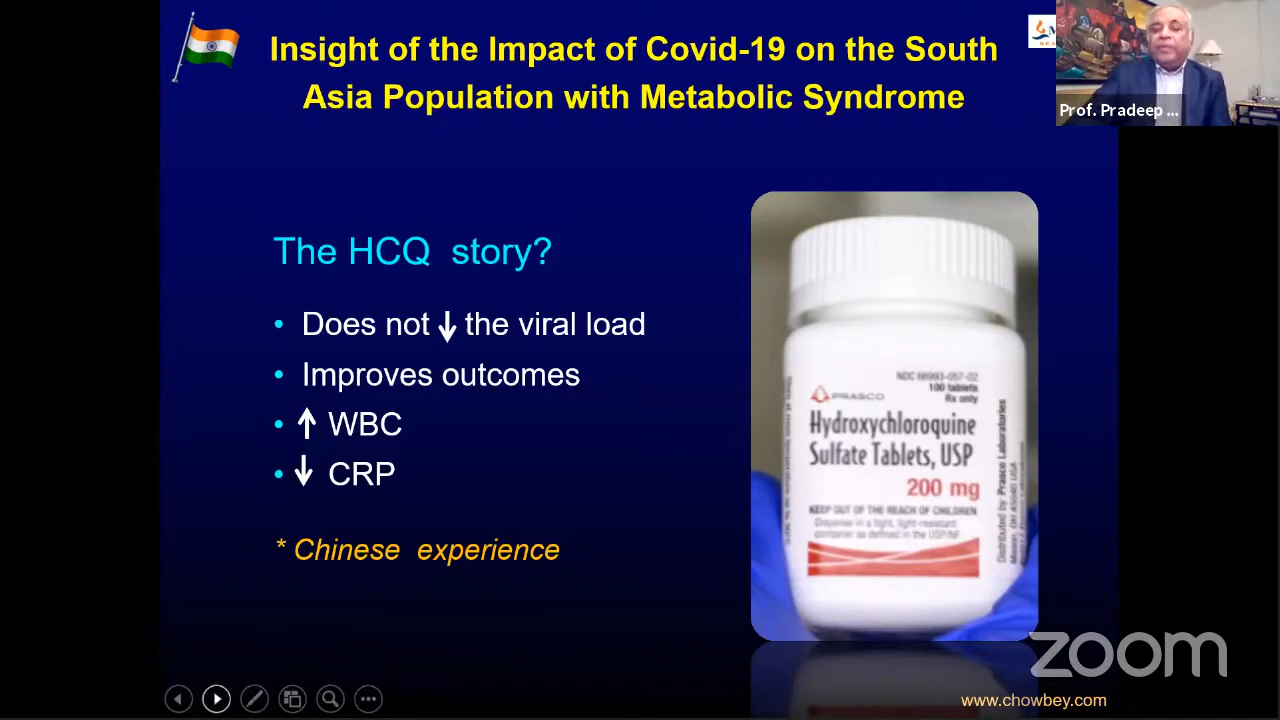 Insight of the Impact of Covid-19 on the South
Asia Population with Metabolic Syndrome
Prof. Pradeep ...
The HCQ story?
• Does not ↓ the viral load
• Improves outcomes
• ↑ WBC
• ↓ CRP
* Chinese experience
NDC 66993-057-02
100 tablets
Rx only
PRASCO
Hydroxychloroquine
Sulfate Tablets, USP
200 mg
KEEP OUT OF THE REACH OF CHILDREN
Dispense in a tight, light-resistant
container as defined in the USP/NF
Distributed by: Prasco Laboratories
Mason, OH 45040 USA
zoom
www.chowbey.com